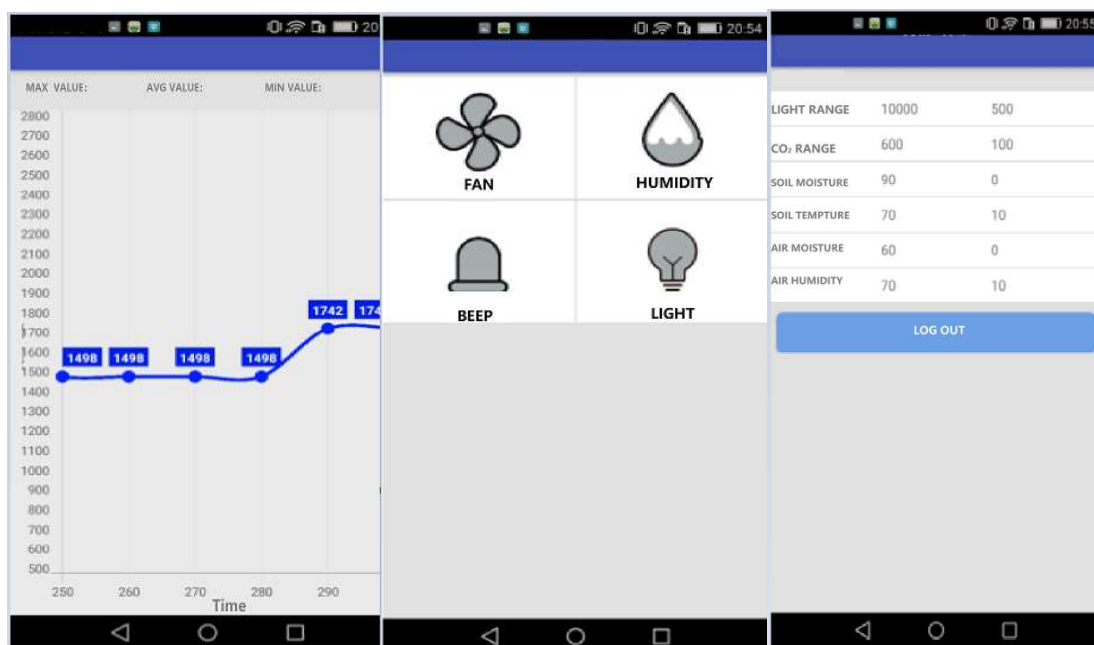 20
MAX VALUE: AVG VALUE: MIN VALUE:
2800
2700
2600
2500
2400
2300
2200
2100
2000
1900
1800
1700
1600
1500
1400
1300
1200
1100
1000
900
800
700
600
500
1498 1498 1498 1498 1742 174
250 260 270 280 290
Time
20:54
FAN HUMIDITY
BEEP LIGHT
20:55
LIGHT RANGE 10000 500
CO₂ RANGE 600 100
SOIL MOISTURE 90 0
SOIL TEMPTURE 70 10
AIR MOISTURE 60 0
AIR HUMIDITY 70 10
LOG OUT